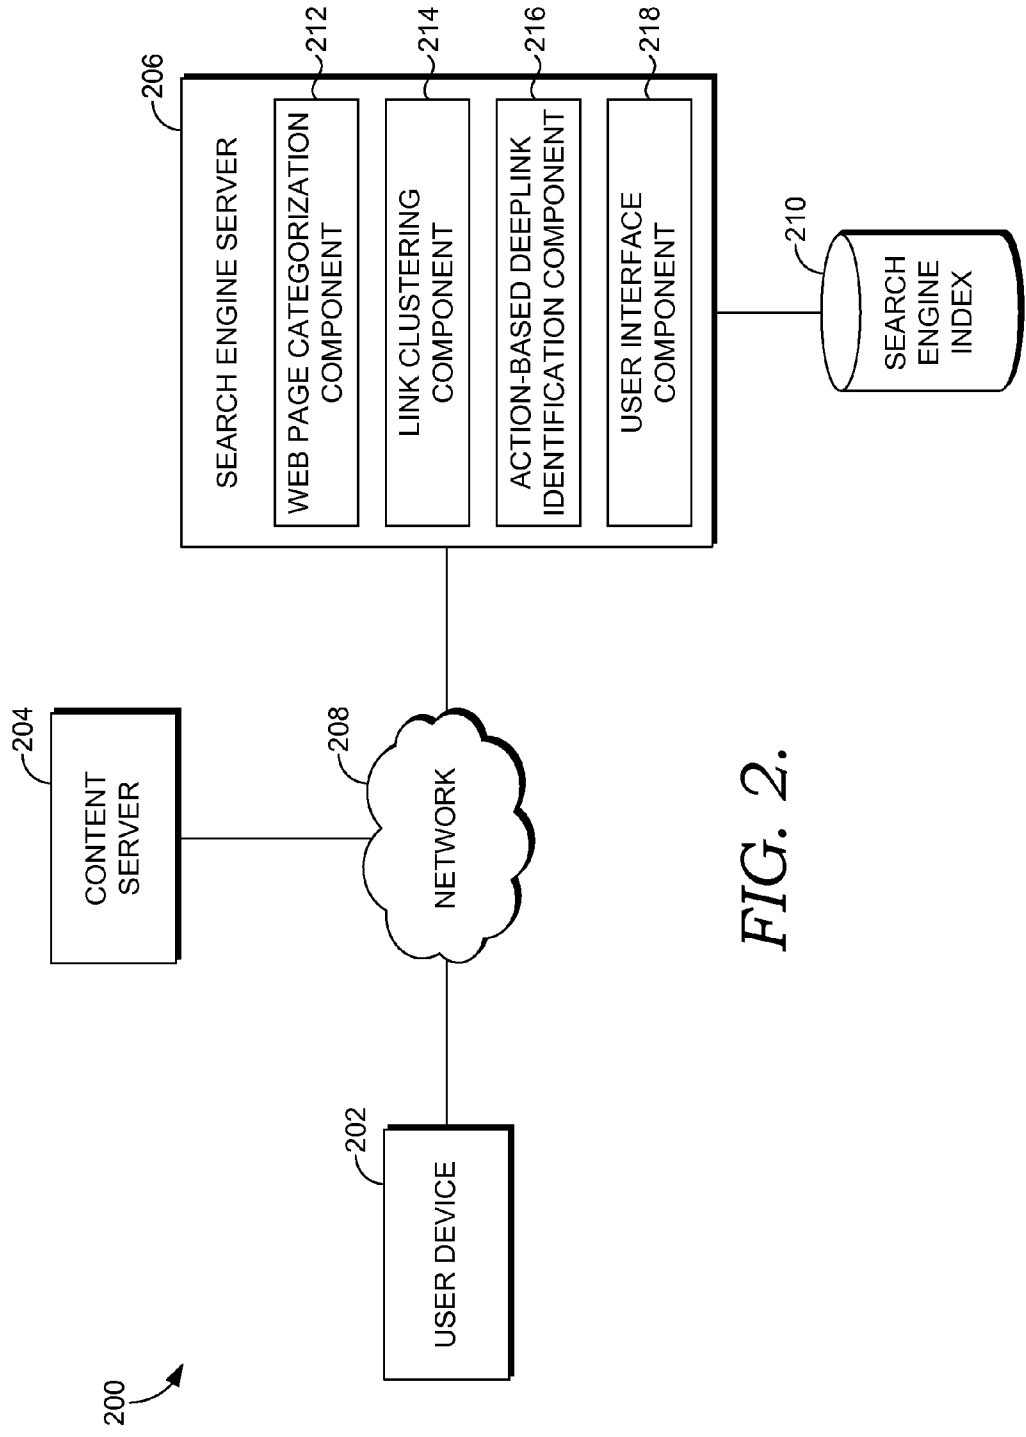 200
202
USER DEVICE
204
CONTENT
SERVER
208
NETWORK
206
SEARCH ENGINE SERVER
212
WEB PAGE CATEGORIZATION
COMPONENT
214
LINK CLUSTERING
COMPONENT
216
ACTION-BASED DEEPLINK
IDENTIFICATION COMPONENT
218
USER INTERFACE
COMPONENT
210
SEARCH
ENGINE
INDEX
FIG. 2.